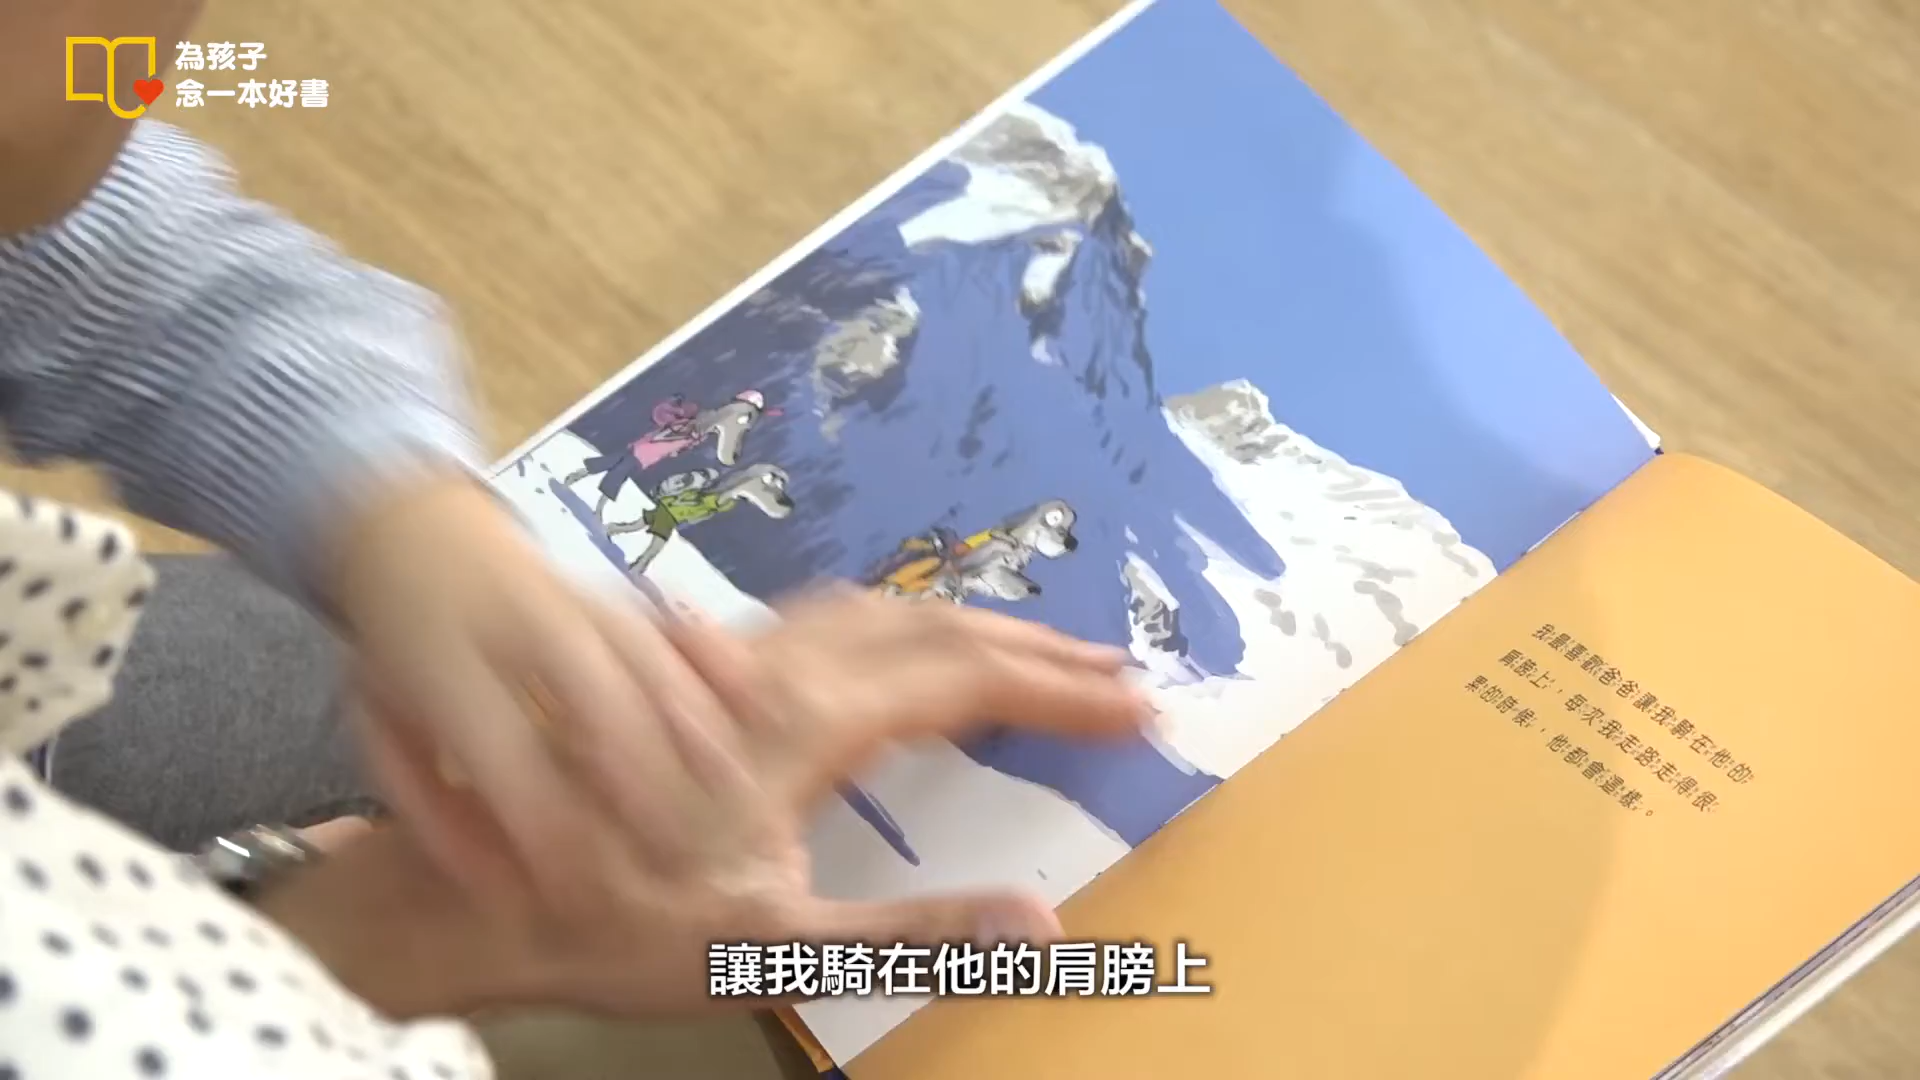 為孩子
念一本好書
我最喜歡爸爸讓我騎在他的
肩膀上，每次我走路走得很
累的時候，他都會這樣。
讓我騎在他的肩膀上